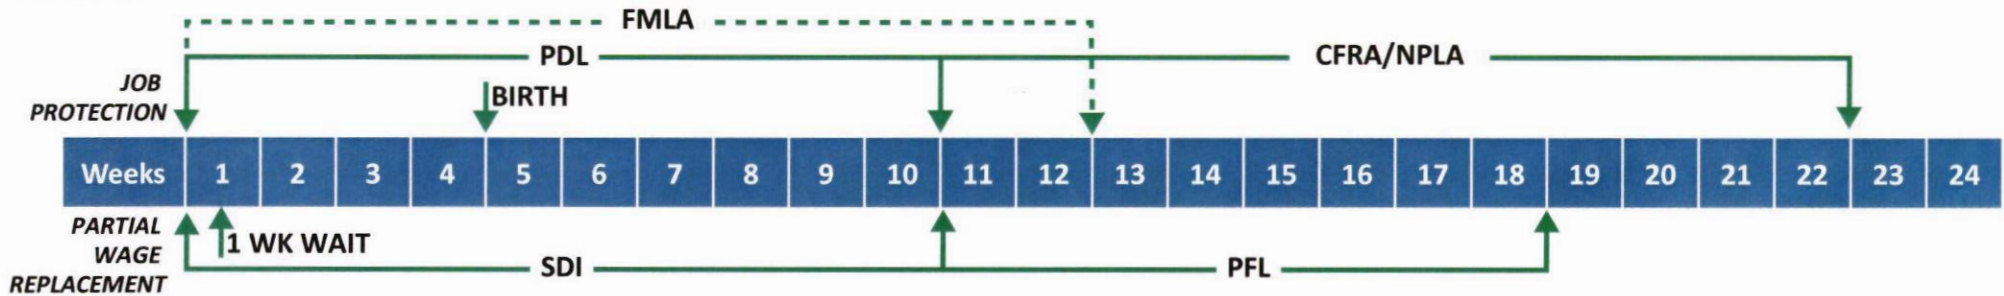 FMLA
PDL CFRA/NPLA
JOB
PROTECTION
BIRTH
Weeks 1 2 3 4 5 6 7 8 9 10 11 12 13 14 15 16 17 18 19 20 21 22 23 24
PARTIAL
WAGE
REPLACEMENT
1 WK WAIT
SDI PFL